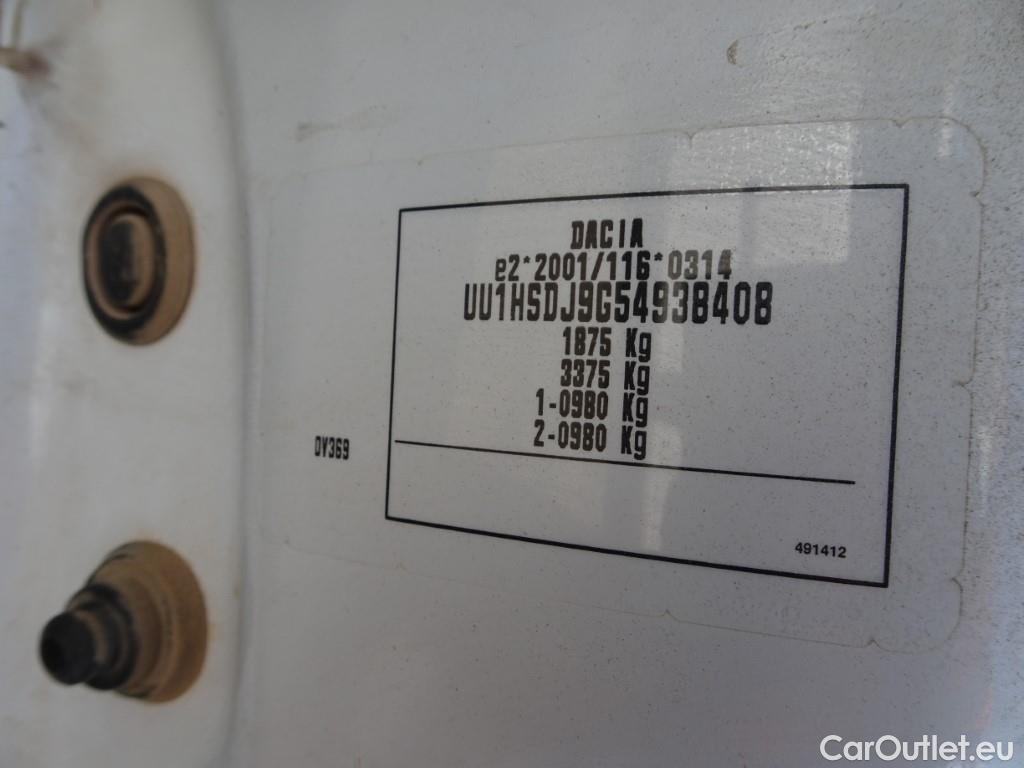 DACIA
e2*2001/116*0314
UU1HSDJ9G54938408
1875 Kg
3375 Kg
1-0980 Kg
2-0980 Kg
DV369
491412
CarOutlet.eu